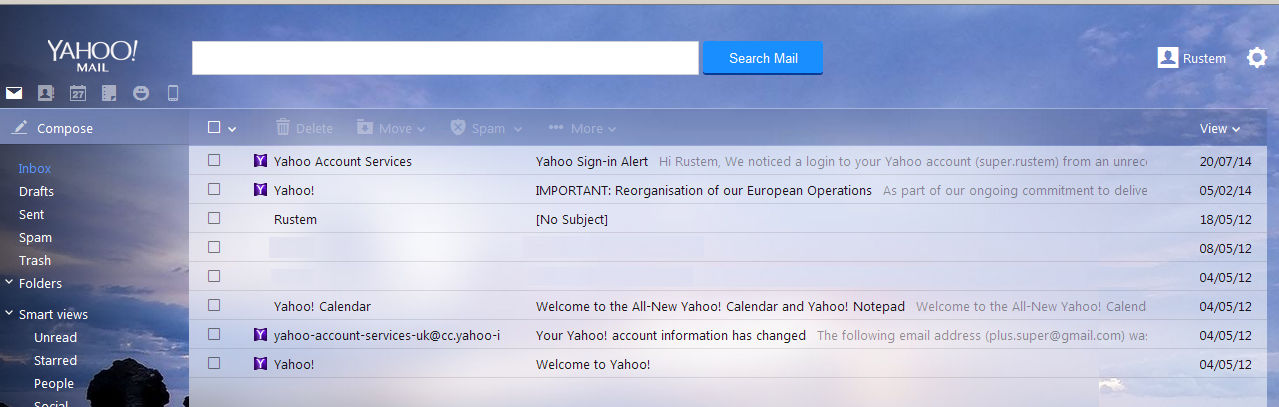 YAHOO!
MAIL
Search Mail
Rustem
27
Compose
Delete Move Spam More View
Inbox
Drafts
Sent
Spam
Trash
Folders
Smart views
Unread
Starred
People
Social
Yahoo Account Services Yahoo Sign-in Alert Hi Rustem, We noticed a login to your Yahoo account (super.rustem) from an unrec 20/07/14
Yahoo! IMPORTANT: Reorganisation of our European Operations As part of our ongoing commitment to delive 05/02/14
Rustem [No Subject] 18/05/12
08/05/12
04/05/12
Yahoo! Calendar Welcome to the All-New Yahoo! Calendar and Yahoo! Notepad Welcome to the All-New Yahoo! Calend 04/05/12
yahoo-account-services-uk@cc.yahoo-i Your Yahoo! account information has changed The following email address (plus.super@gmail.com) was 04/05/12
Yahoo! Welcome to Yahoo! 04/05/12